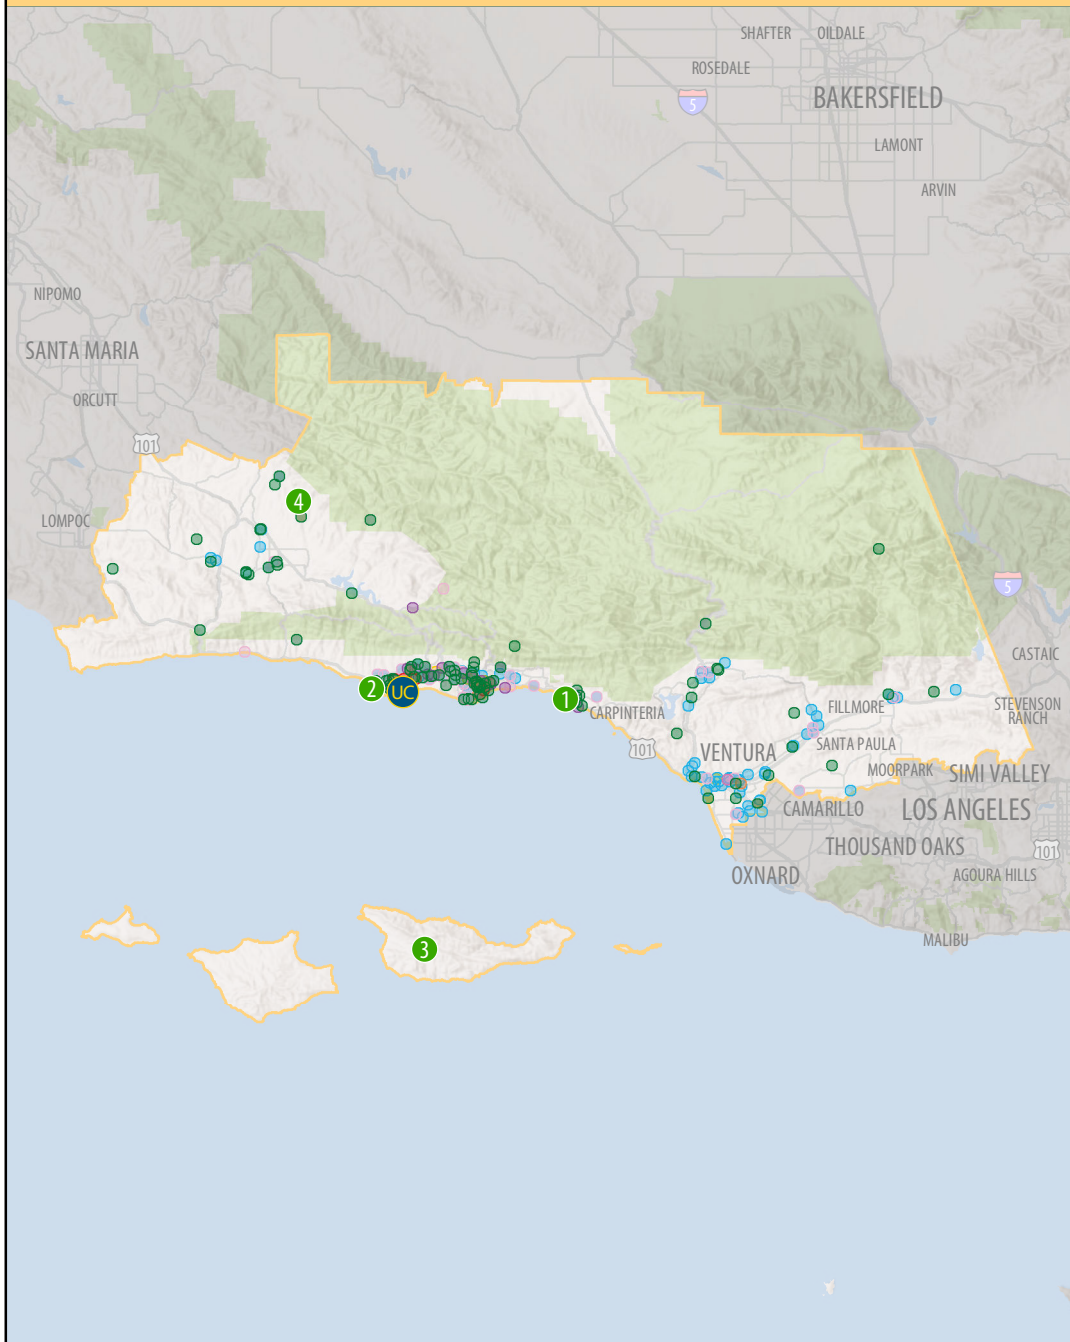 SHAFTER
OILDALE
ROSEDALE
5
BAKERSFIELD
LAMONT
ARVIN
NIPOMO
SANTA MARIA
ORCUTT
101
4
LOMPOC
5
CASTAIC
2
UC
1
CARPINTERIA
FILLMORE
STEVENSON
RANCH
101
VENTURA
SANTA PAULA
MOORPARK
SIMI VALLEY
CAMARILLO
LOS ANGELES
THOUSAND OAKS
101
OXNARD
AGOURA HILLS
MALIBU
3